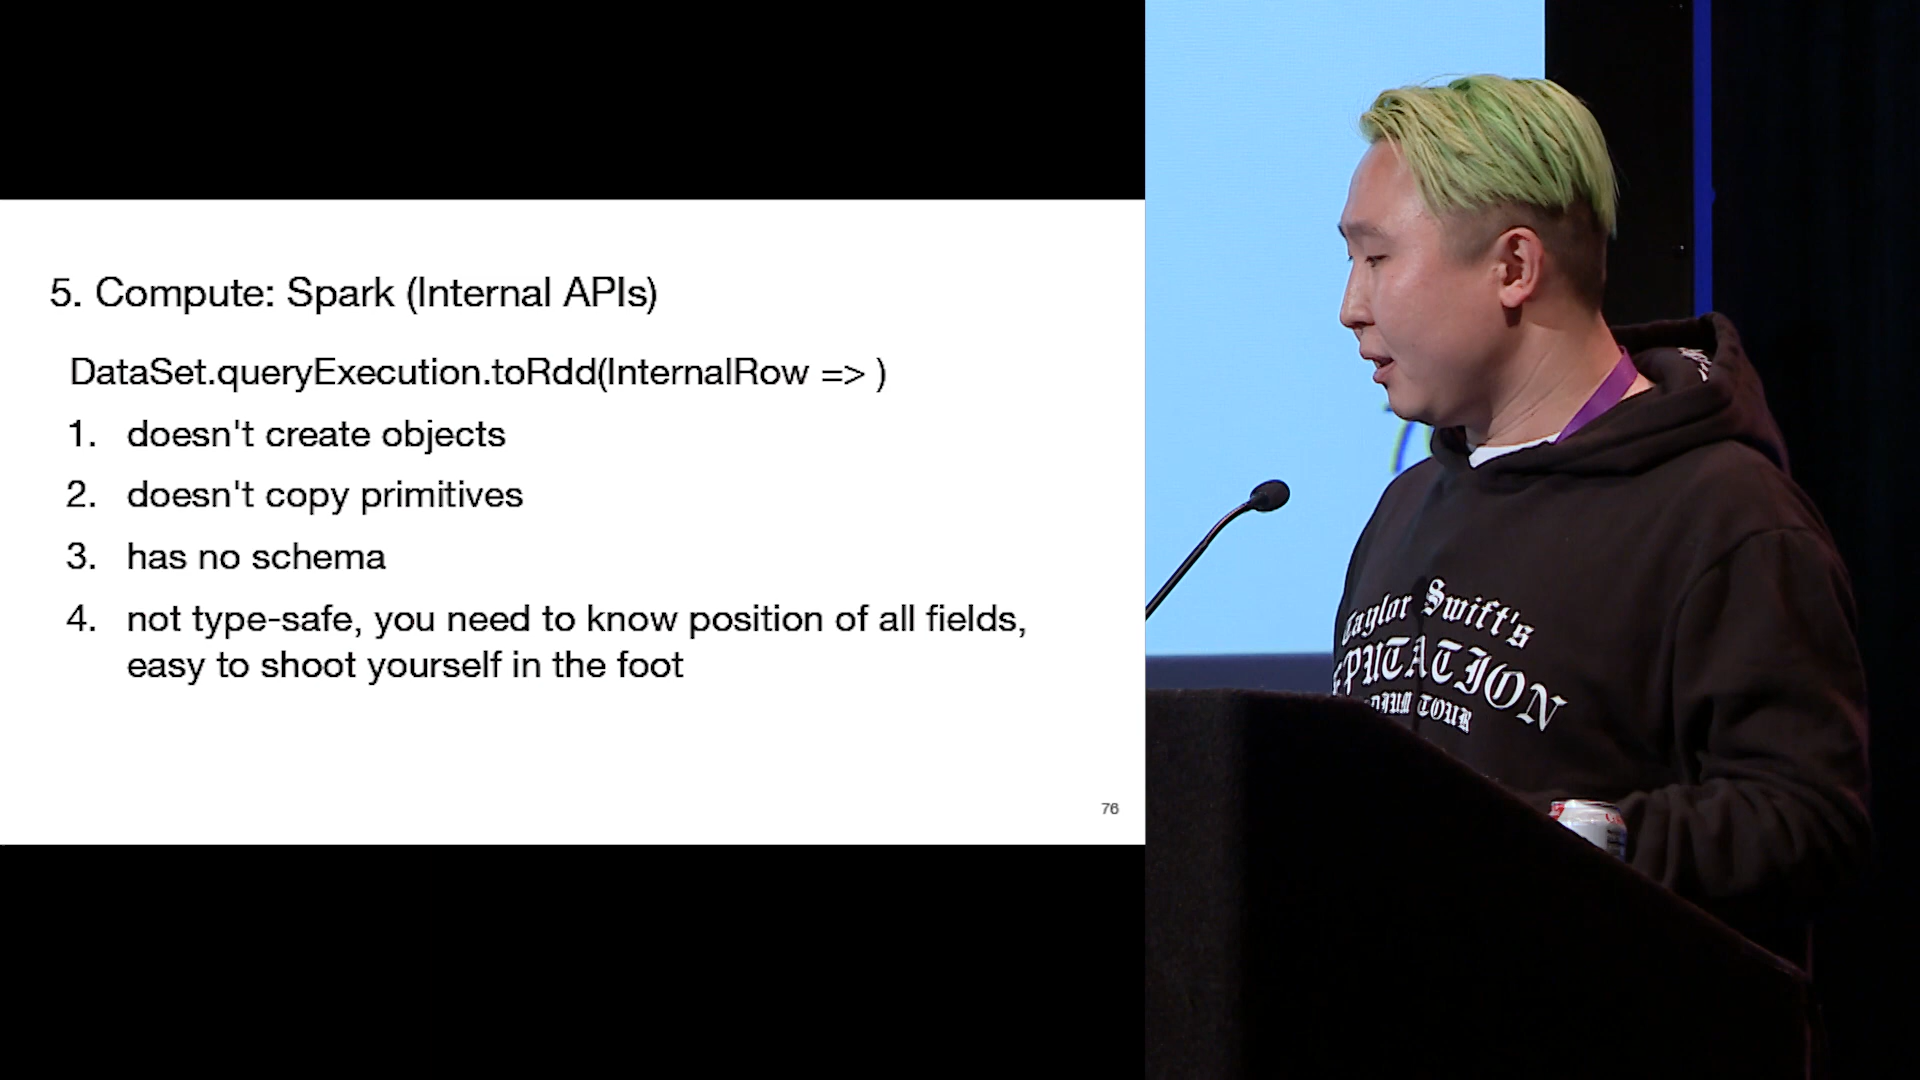 5. Compute: Spark (Internal APIs)
DataSet.queryExecution.toRdd(InternalRow => )
1. doesn't create objects
2. doesn't copy primitives
3. has no schema
4. not type-safe, you need to know position of all fields,
easy to shoot yourself in the foot
76
Taylor Swift's
EPUTATION
DIUM TOUR